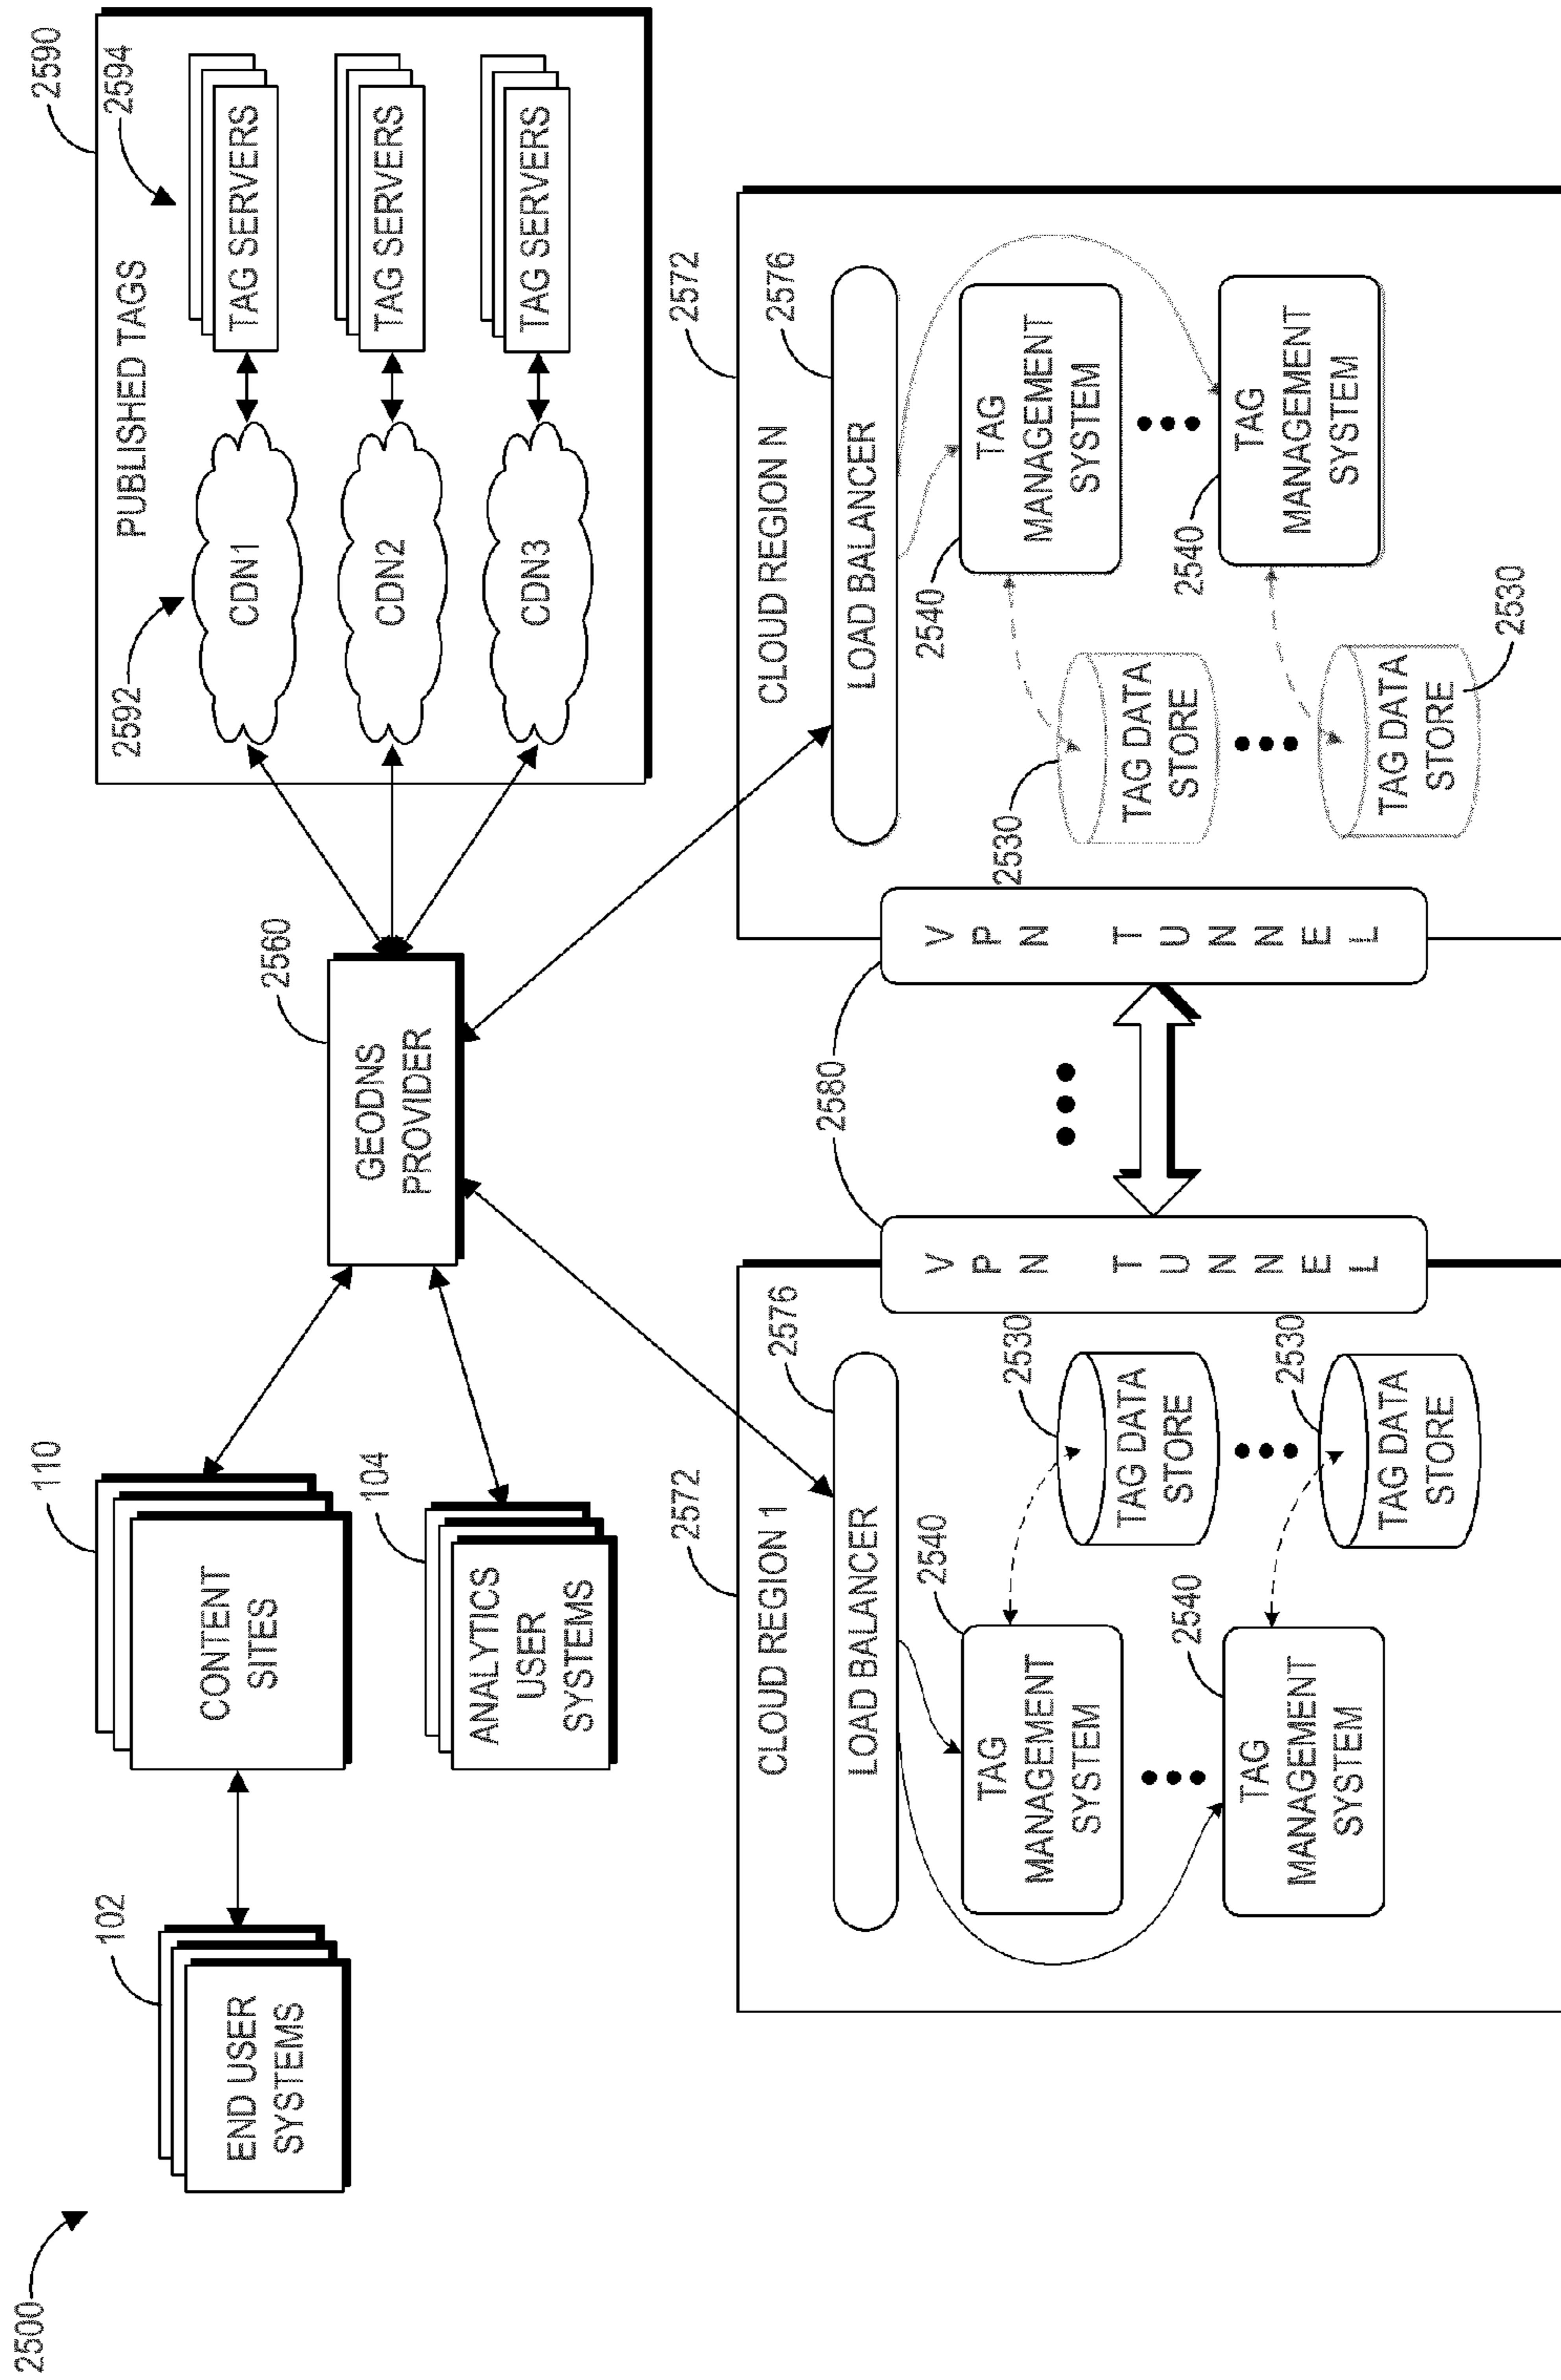 2500
102
END USER
SYSTEMS
110
CONTENT
SITES
104
ANALYTICS
USER
SYSTEMS
2560
GEODNS
PROVIDER
2590
PUBLISHED TAGS
2592
2594
CDN1
TAG SERVERS
CDN2
TAG SERVERS
CDN3
TAG SERVERS
2572
CLOUD REGION 1
2576
LOAD BALANCER
2540
TAG
MANAGEMENT
SYSTEM
2530
TAG DATA
STORE
2540
TAG
MANAGEMENT
SYSTEM
2530
TAG DATA
STORE
2580
VPN TUNNEL
VPN TUNNEL
2572
CLOUD REGION N
2576
LOAD BALANCER
2530
TAG DATA
STORE
2540
TAG
MANAGEMENT
SYSTEM
2530
TAG DATA
STORE
2540
TAG
MANAGEMENT
SYSTEM